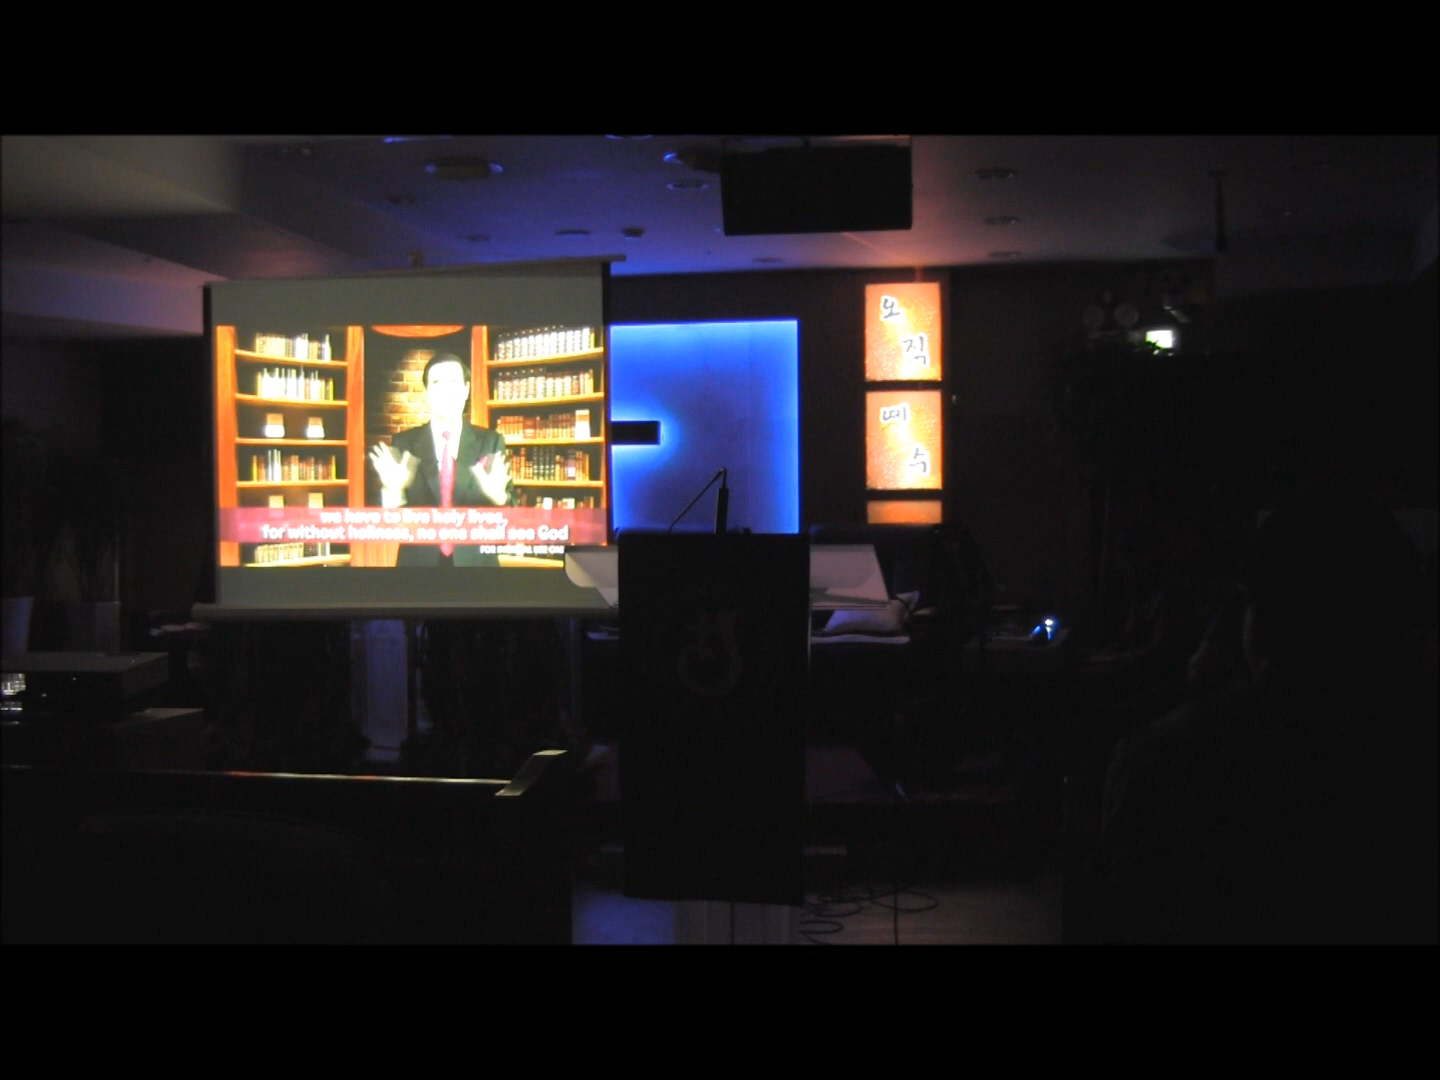 we have to live holy lives,
for without holiness, no one shall see God
오
직
예
수